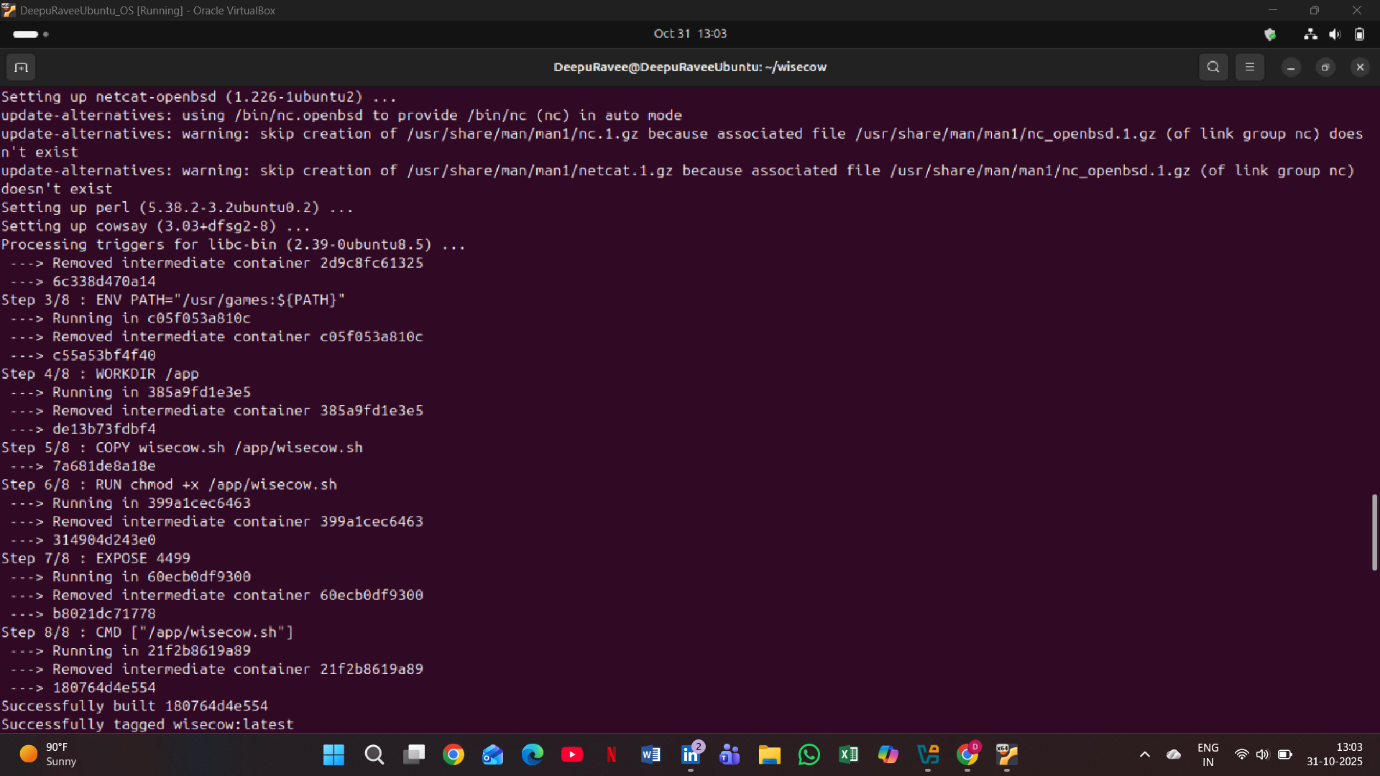 DeepuRaveeUbuntu_OS [Running] - Oracle VirtualBox
Oct 31 13:03
DeepuRavee@DeepuRaveeUbuntu: ~/wisecow
Setting up netcat-openbsd (1.226-1ubuntu2) ...
update-alternatives: using /bin/nc.openbsd to provide /bin/nc (nc) in auto mode
update-alternatives: warning: skip creation of /usr/share/man/man1/nc.1.gz because associated file /usr/share/man/man1/nc_openbsd.1.gz (of link group nc) does
n't exist
update-alternatives: warning: skip creation of /usr/share/man/man1/netcat.1.gz because associated file /usr/share/man/man1/nc_openbsd.1.gz (of link group nc)
doesn't exist
Setting up perl (5.38.2-3.2ubuntu0.2) ...
Setting up cowsay (3.03+dfsg2-8) ...
Processing triggers for libc-bin (2.39-0ubuntu8.5) ...
 ---> Removed intermediate container 2d9c8fc61325
 ---> 6c338d470a14
Step 3/8 : ENV PATH="/usr/games:${PATH}"
 ---> Running in c05f053a810c
 ---> Removed intermediate container c05f053a810c
 ---> c55a53bf4f40
Step 4/8 : WORKDIR /app
 ---> Running in 385a9fd1e3e5
 ---> Removed intermediate container 385a9fd1e3e5
 ---> de13b73fdbf4
Step 5/8 : COPY wisecow.sh /app/wisecow.sh
 ---> 7a681de8a18e
Step 6/8 : RUN chmod +x /app/wisecow.sh
 ---> Running in 399a1cec6463
 ---> Removed intermediate container 399a1cec6463
 ---> 314904d243e0
Step 7/8 : EXPOSE 4499
 ---> Running in 60ecb0df9300
 ---> Removed intermediate container 60ecb0df9300
 ---> b8021dc71778
Step 8/8 : CMD ["/app/wisecow.sh"]
 ---> Running in 21f2b8619a89
 ---> Removed intermediate container 21f2b8619a89
 ---> 180764d4e554
Successfully built 180764d4e554
Successfully tagged wisecow:latest
90°F
Sunny
2
D
ENG
IN
13:03
31-10-2025